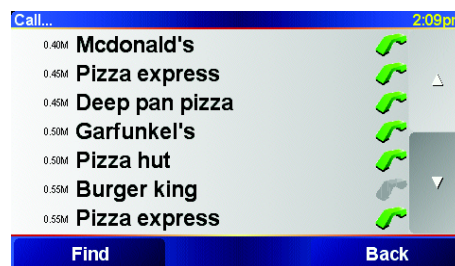 Call... 2:09pm
0.40M Mcdonald's
0.45M Pizza express
0.45M Deep pan pizza
0.50M Garfunkel's
0.50M Pizza hut
0.55M Burger king
0.55M Pizza express
Find Back